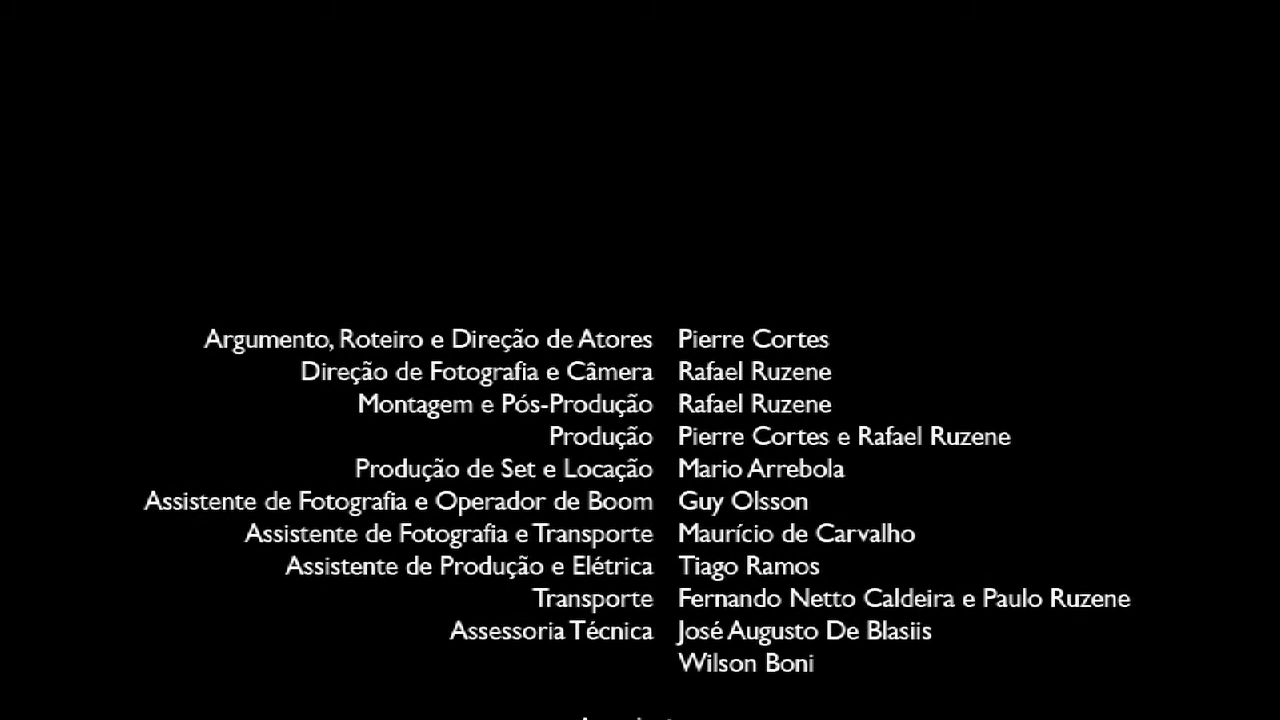 Argumento, Roteiro e Direção de Atores Pierre Cortes
Direção de Fotografia e Câmera Rafael Ruzene
Montagem e Pós-Produção Rafael Ruzene
Produção Pierre Cortes e Rafael Ruzene
Produção de Set e Locação Mario Arrebola
Assistente de Fotografia e Operador de Boom Guy Olsson
Assistente de Fotografia e Transporte Maurício de Carvalho
Assistente de Produção e Elétrica Tiago Ramos
Transporte Fernando Netto Caldeira e Paulo Ruzene
Assessoria Técnica José Augusto De Blasiis
Wilson Boni